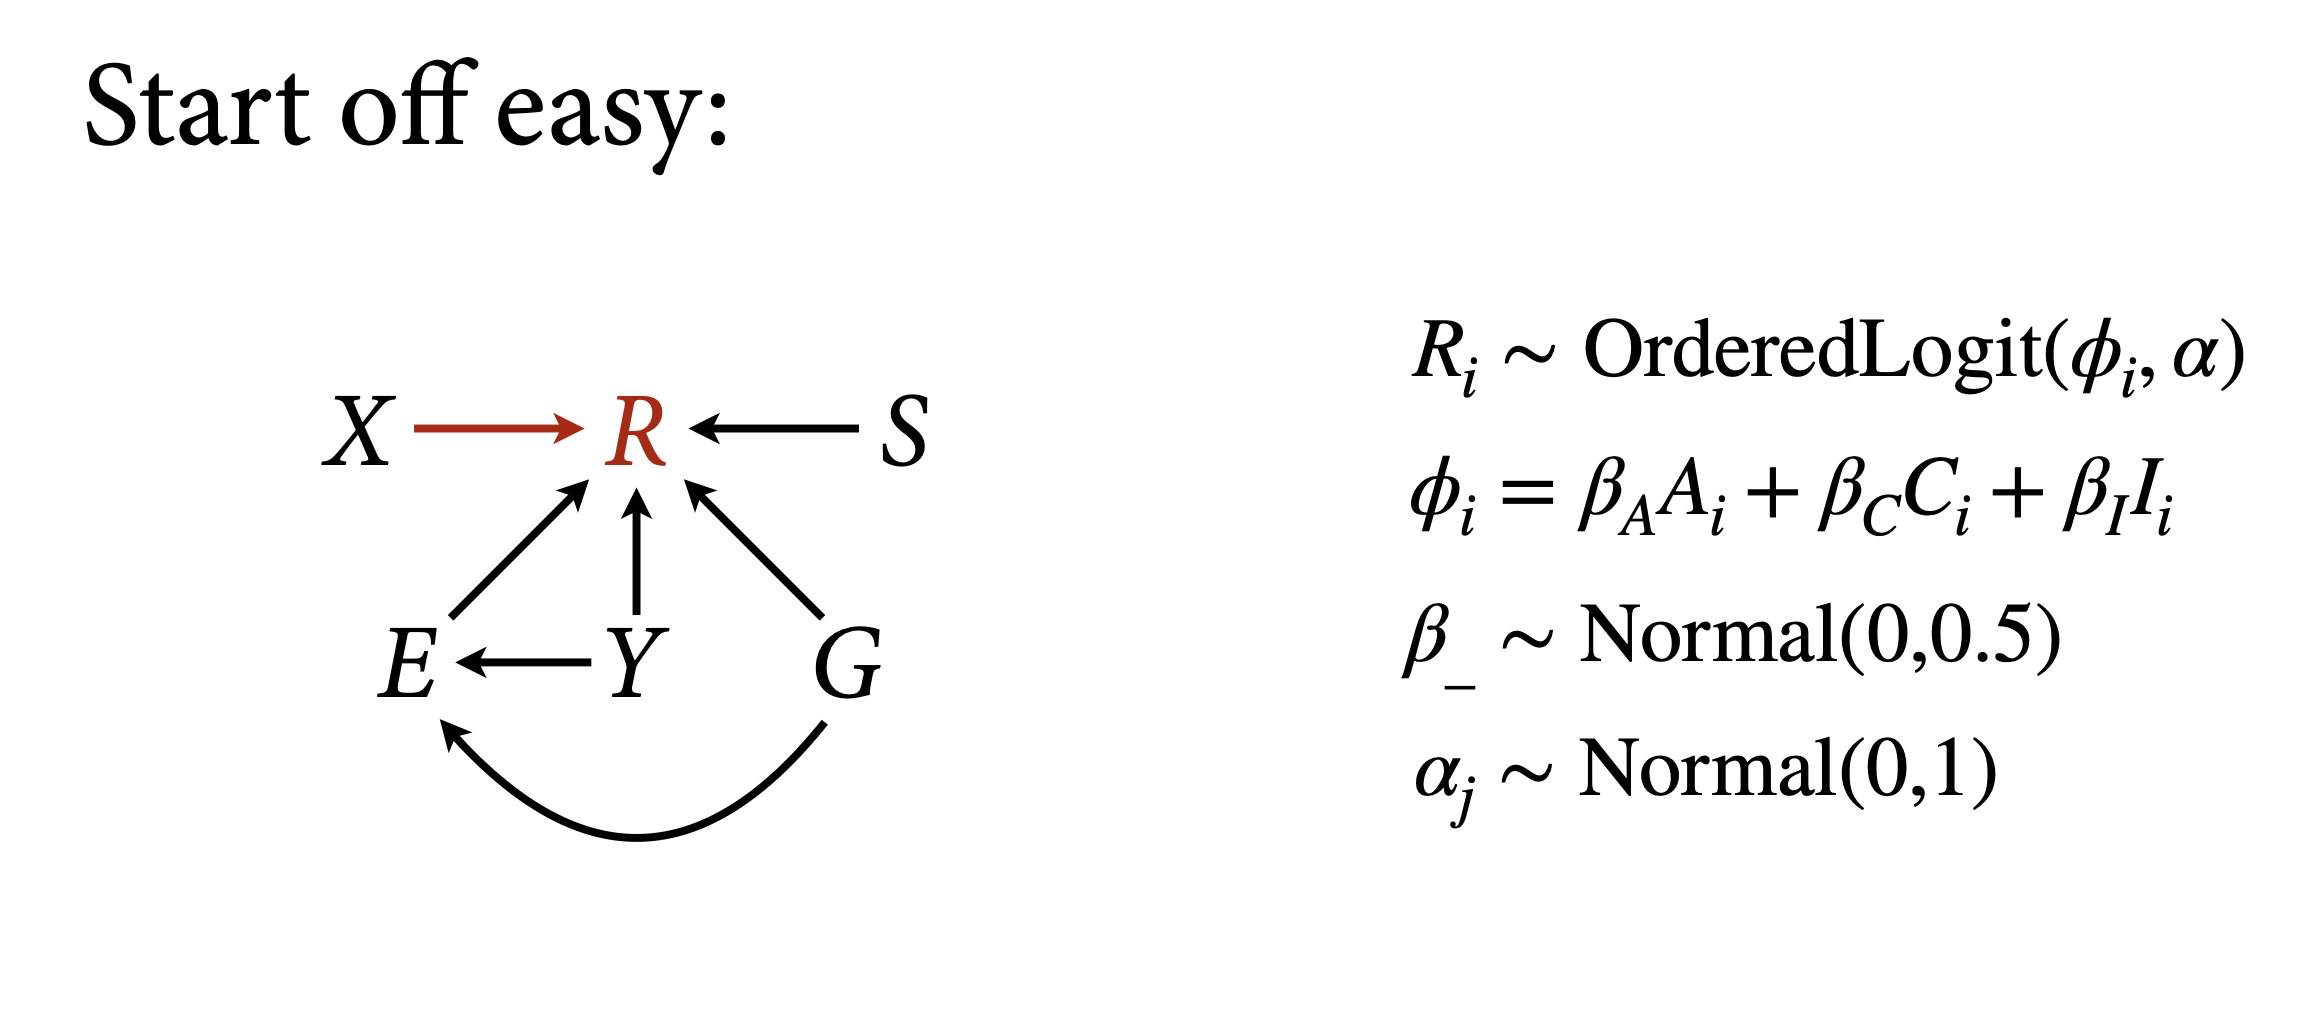 Start off easy:
X R S
E Y G
R_i ~ OrderedLogit(ϕ_i, α)
ϕ_i = β_A A_i + β_C C_i + β_I I_i
β_ ~ Normal(0,0.5)
α_j ~ Normal(0,1)